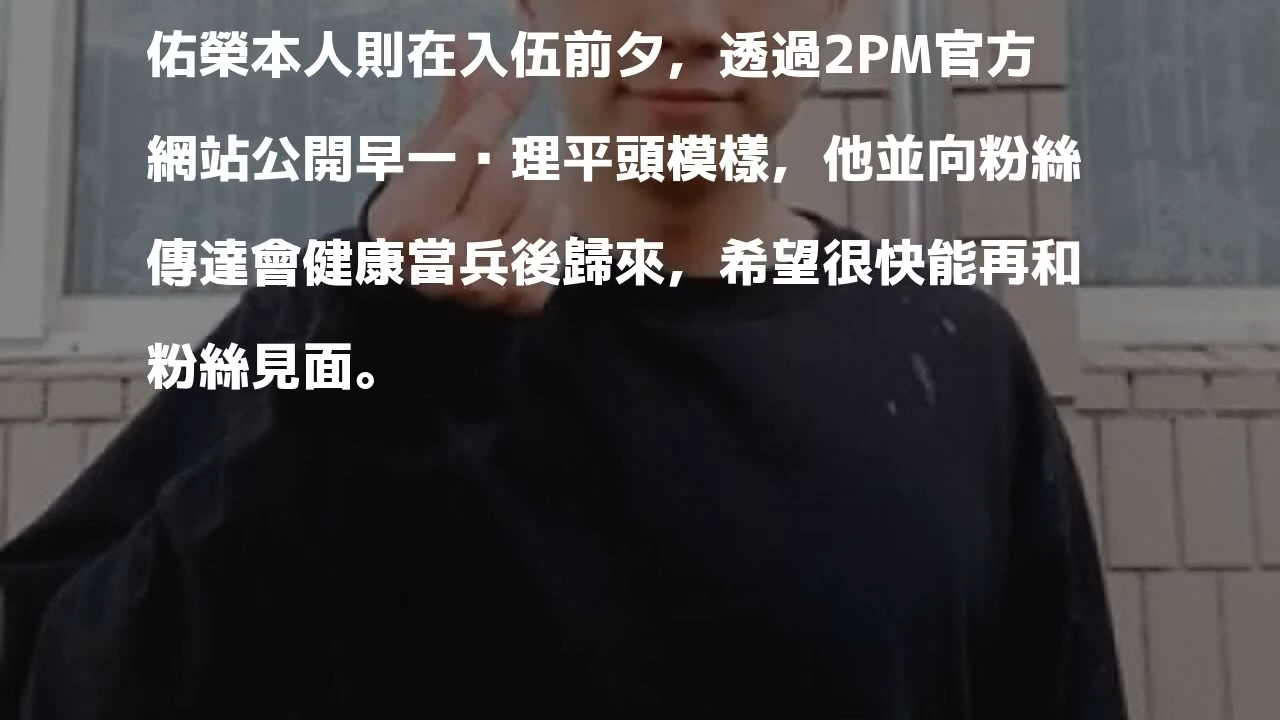 佑榮本人則在入伍前夕，透過2PM官方
網站公開早一·理平頭模樣，他並向粉絲
傳達會健康當兵後歸來，希望很快能再和
粉絲見面。